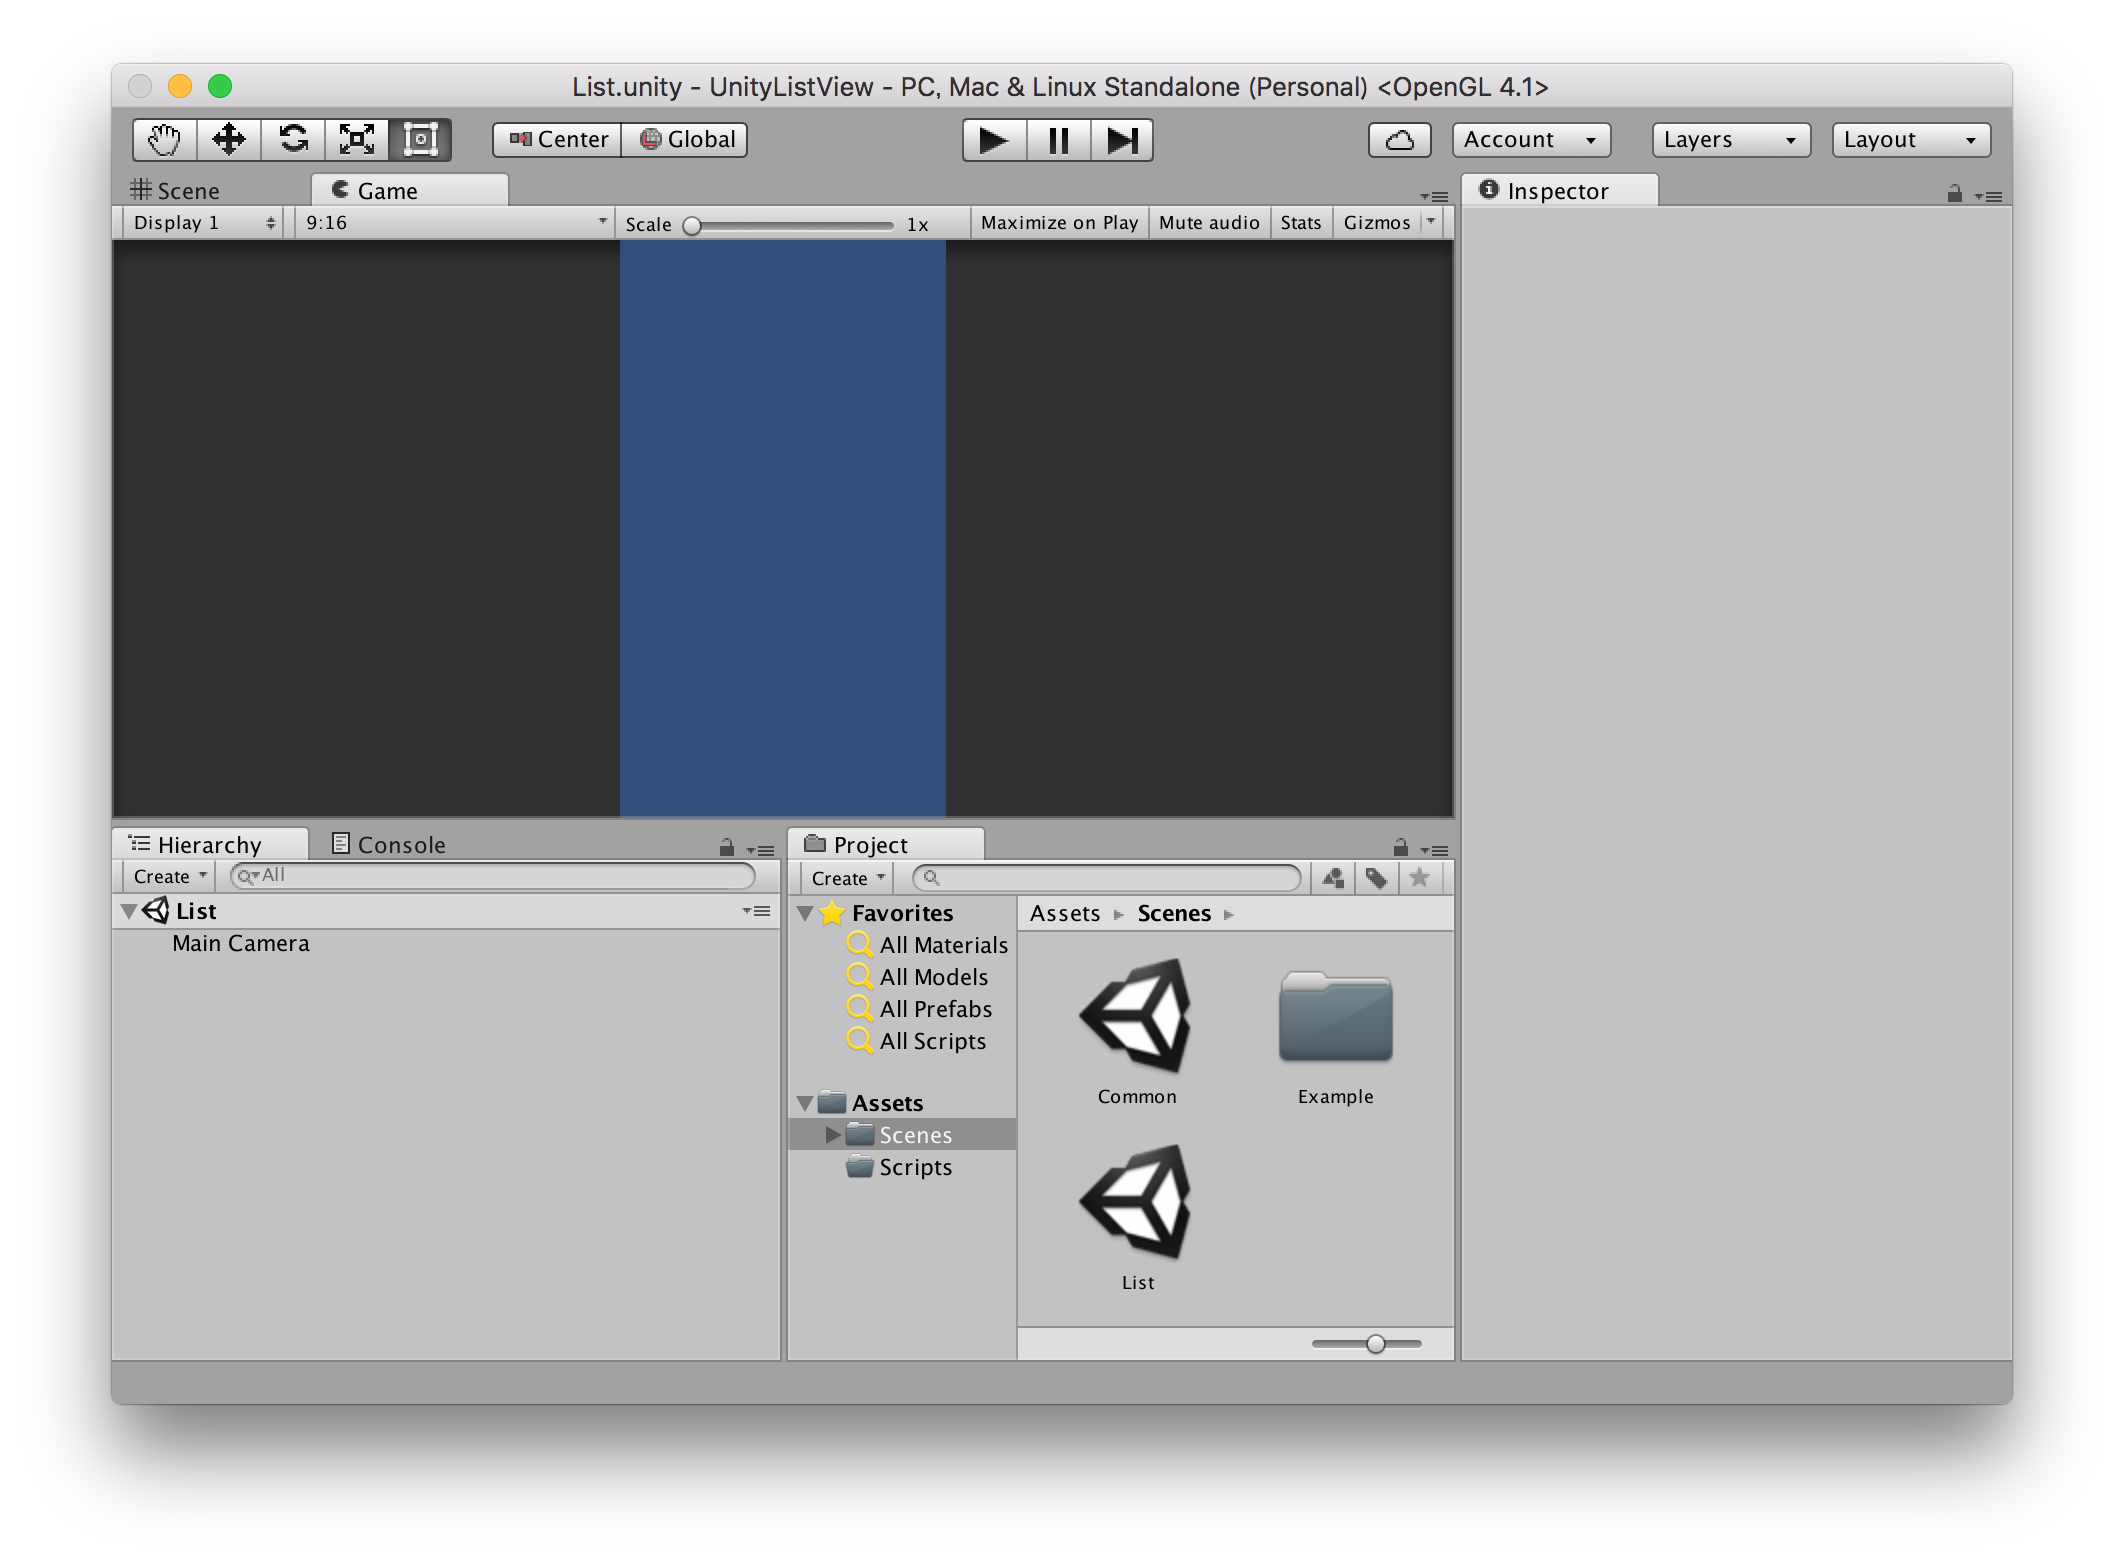 List.unity - UnityListView - PC, Mac & Linux Standalone (Personal) <OpenGL 4.1>
Center Global Account Layers Layout
Scene Game Inspector
Display 1 9:16 Scale 1x Maximize on Play Mute audio Stats Gizmos
Hierarchy Console
Create All
List
Main Camera
Project
Create
Favorites
All Materials
All Models
All Prefabs
All Scripts
Assets
Scenes
Scripts
Assets Scenes
Common Example
List